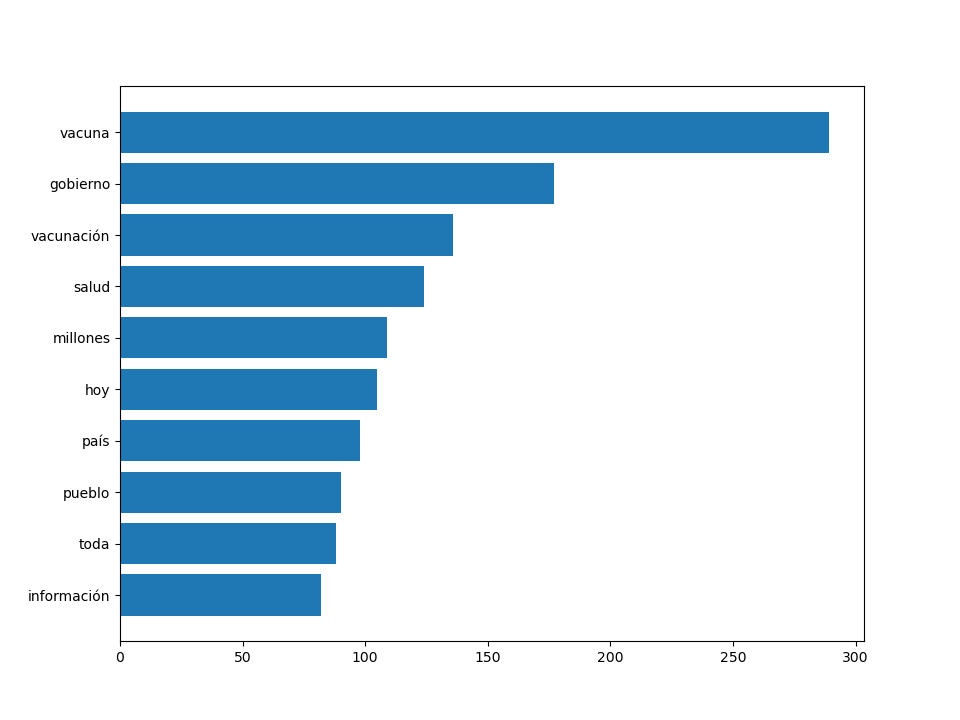 vacuna
gobierno
vacunación
salud
millones
hoy
país
pueblo
toda
información
0 50 100 150 200 250 300